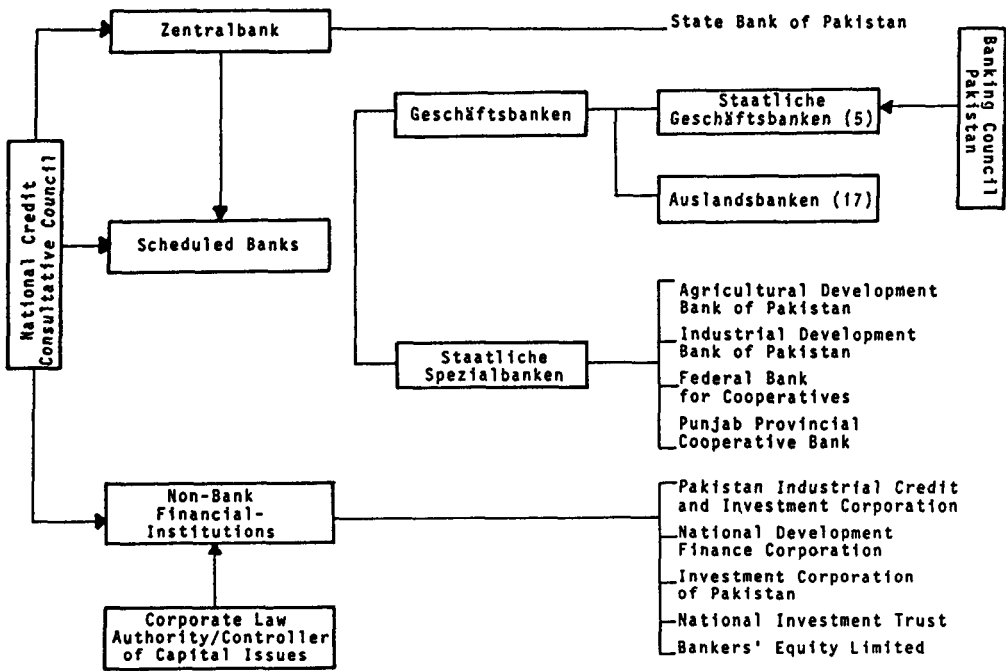 Zentralbank
State Bank of Pakistan
Banking Council
Pakistan
Geschäftsbanken
Staatliche
Geschäftsbanken (5)
Auslandsbanken (17)
National Credit
Consultative Council
Scheduled Banks
Staatliche
Spezialbanken
Agricultural Development
Bank of Pakistan
Industrial Development
Bank of Pakistan
Federal Bank
for Cooperatives
Punjab Provincial
Cooperative Bank
Non-Bank
Financial-
Institutions
Pakistan Industrial Credit
and Investment Corporation
National Development
Finance Corporation
Investment Corporation
of Pakistan
National Investment Trust
Bankers' Equity Limited
Corporate Law
Authority/Controller
of Capital Issues